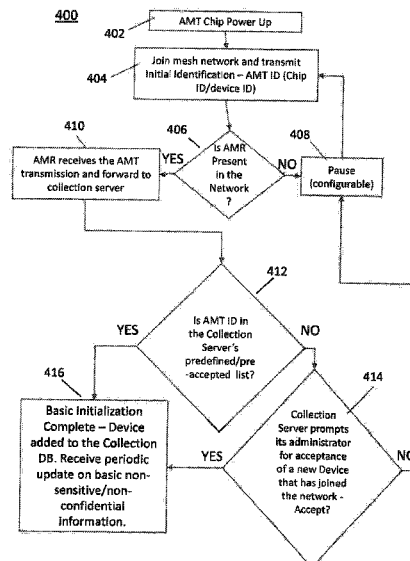 400
AMT Chip Power Up
402
Join mesh network and transmit
Initial Identification – AMT ID (Chip
ID/device ID)
404
410
406
408
AMR receives the AMT
transmission and forward to
collection server
YES
Is AMR
Present
in the
Network
?
NO
Pause
(configurable)
412
Is AMT ID in
the Collection
Server's
predefined/pre
-accepted list?
YES
NO
416
414
Basic Initialization
Complete – Device
added to the Collection
DB. Receive periodic
update on basic non-
sensitive/non-
confidential
information.
YES
Collection
Server prompts
its administrator
for acceptance
of a new Device
that has joined
the network -
Accept?
NO